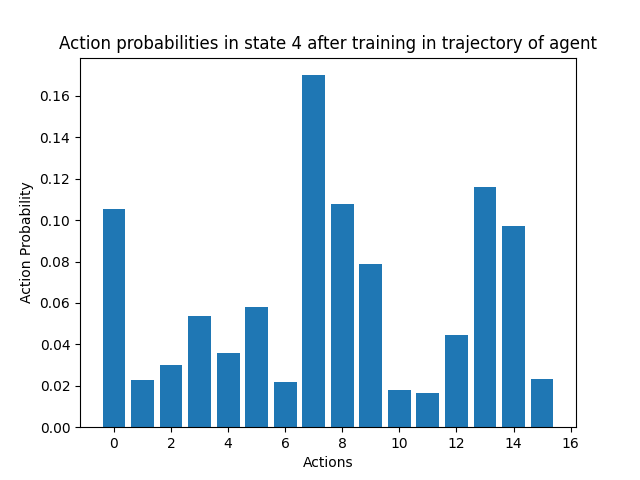 Action probabilities in state 4 after training in trajectory of agent
0.16
0.14
0.12
0.10
0.08
0.06
0.04
0.02
0.00
Action Probability
0 2 4 6 8 10 12 14 16
Actions